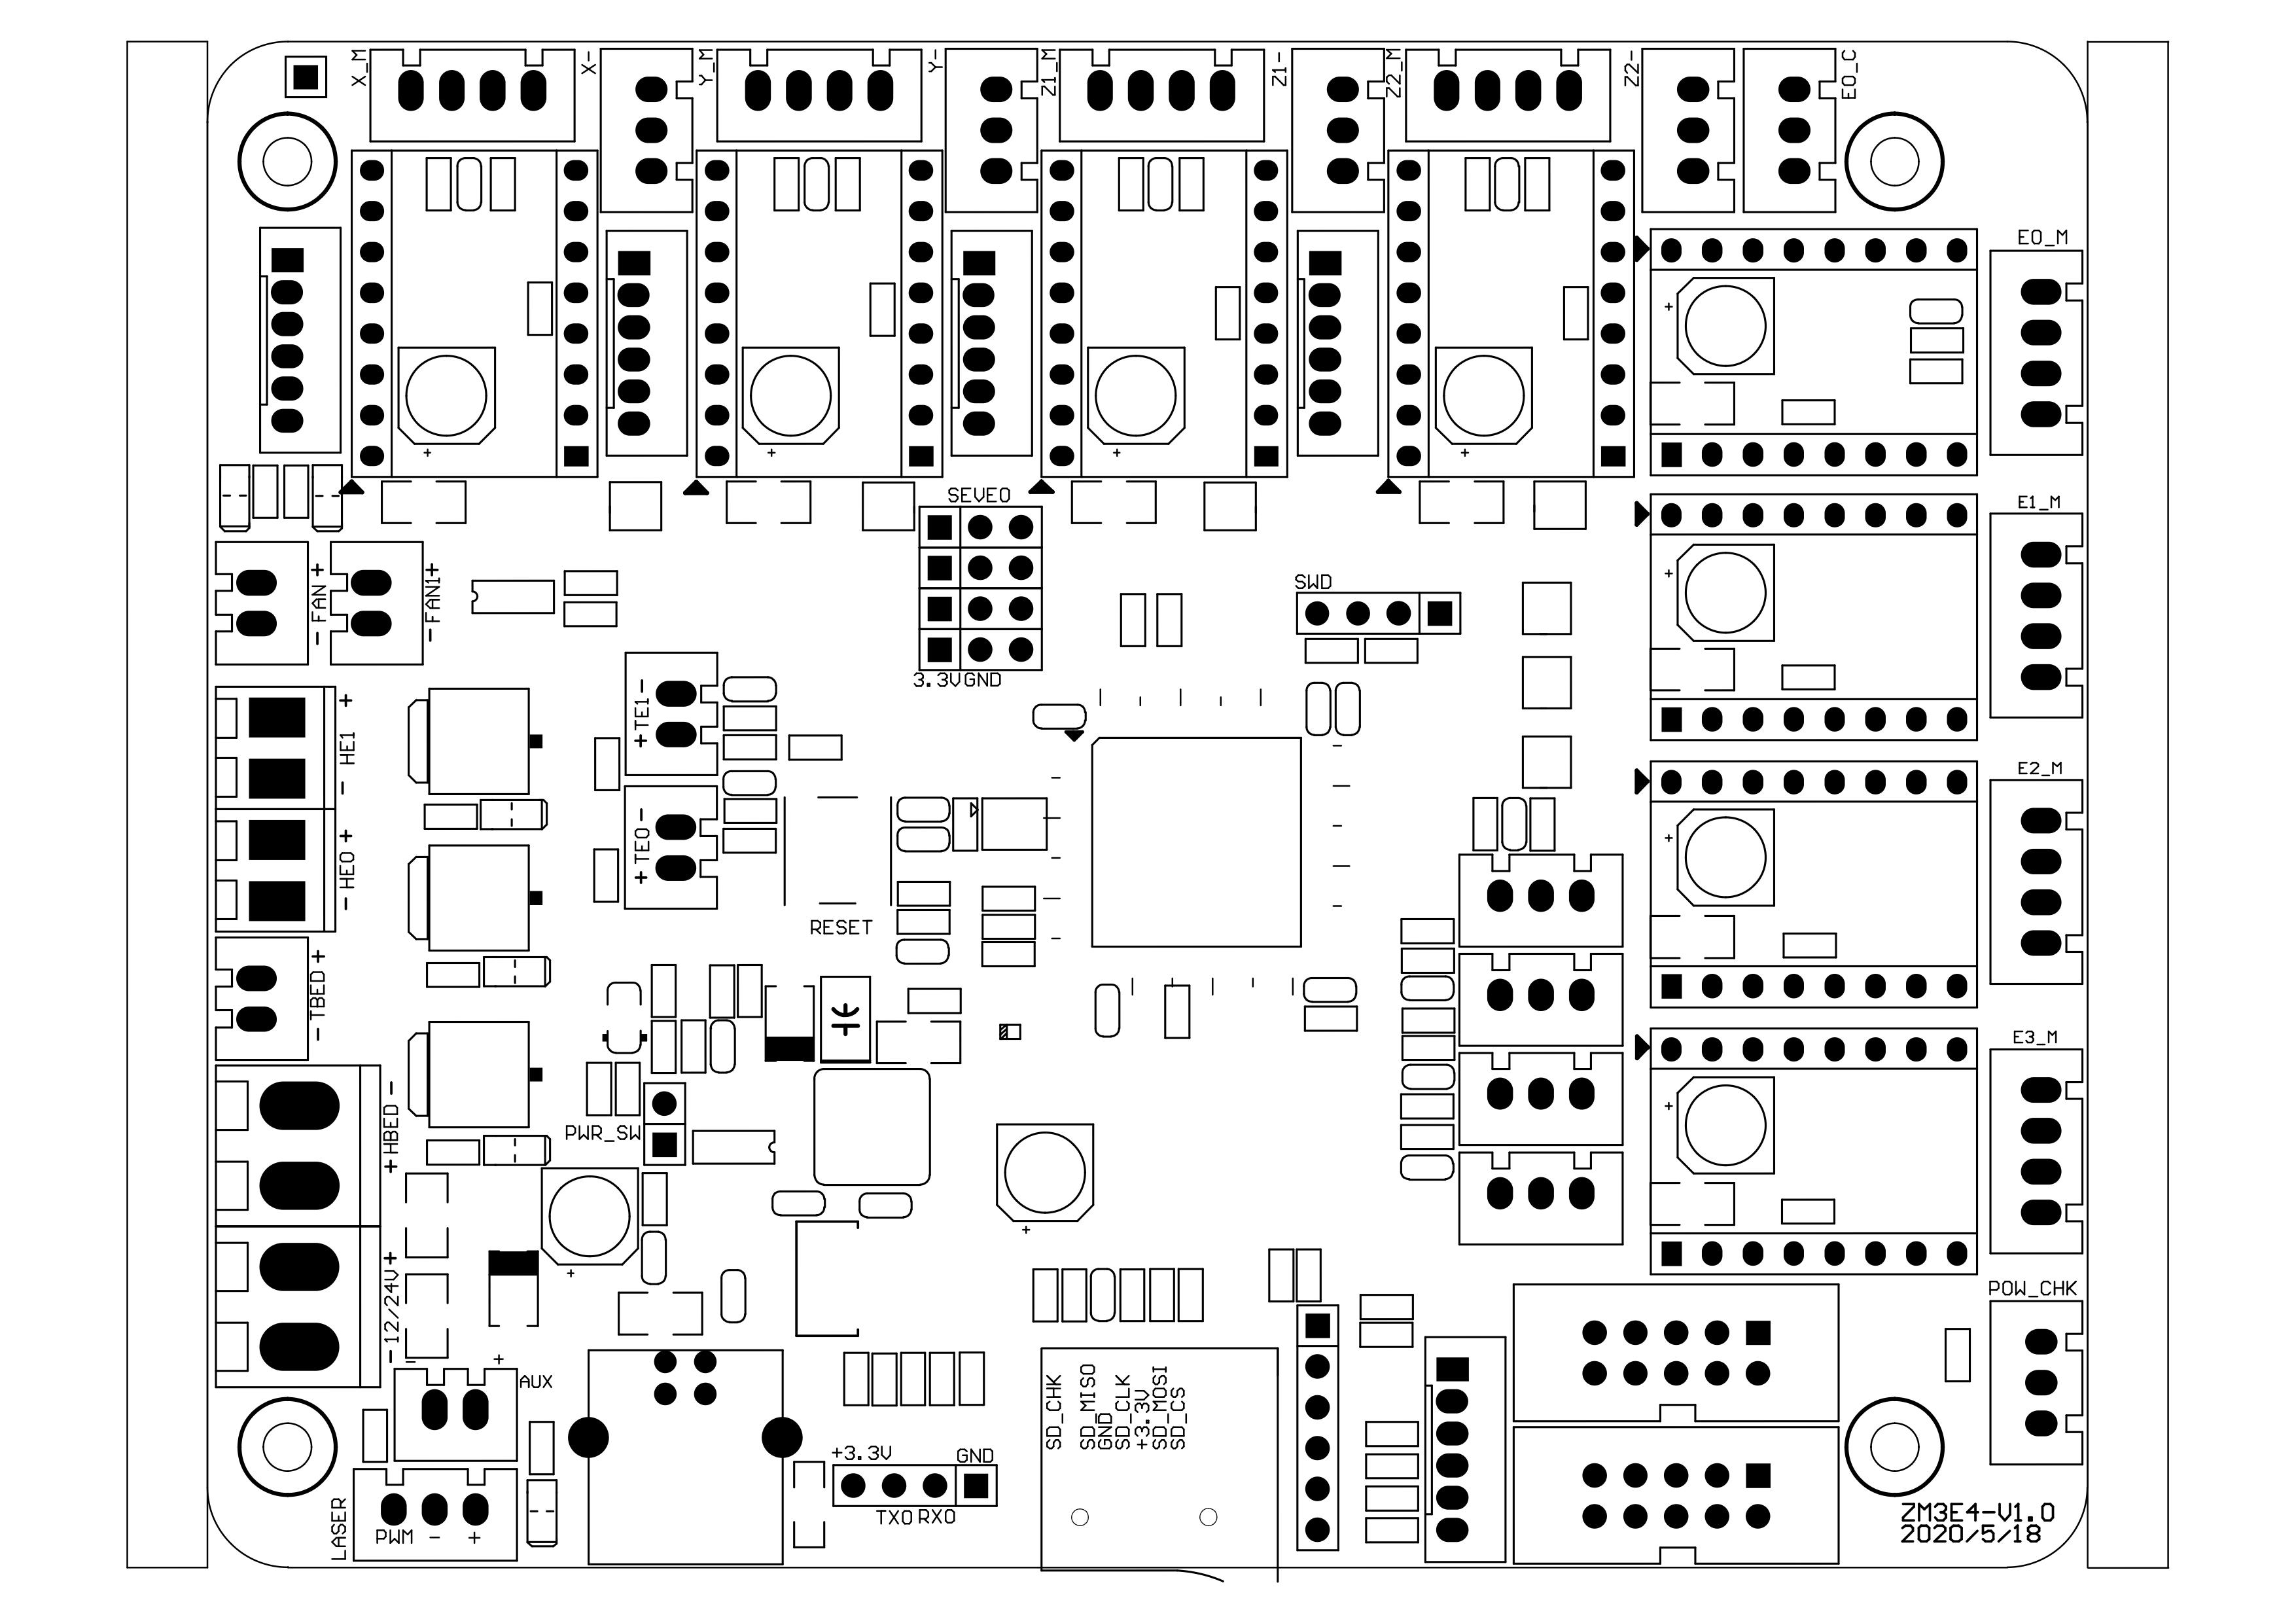 X_M
X-
Y_M
Y-
Z1_M
Z1-
Z2_M
Z2-
E0_C
E0_M
SEVE0
E1_M
SWD
- FAN +
- FAN1+
3.3V GND
+TE1-
- HE1 +
E2_M
+TE0-
-HE0+
RESET
- TBED +
E3_M
+HBED-
PWR_SW
-12/24V+
POW_CHK
- +
AUX
SD_CHK
SD_MISO
GND
SD_CLK
+3.3V
SD_MOSI
SD_CS
+3.3V GND
TX0 RX0
LASER
PWM - +
ZM3E4-V1.0
2020/5/18